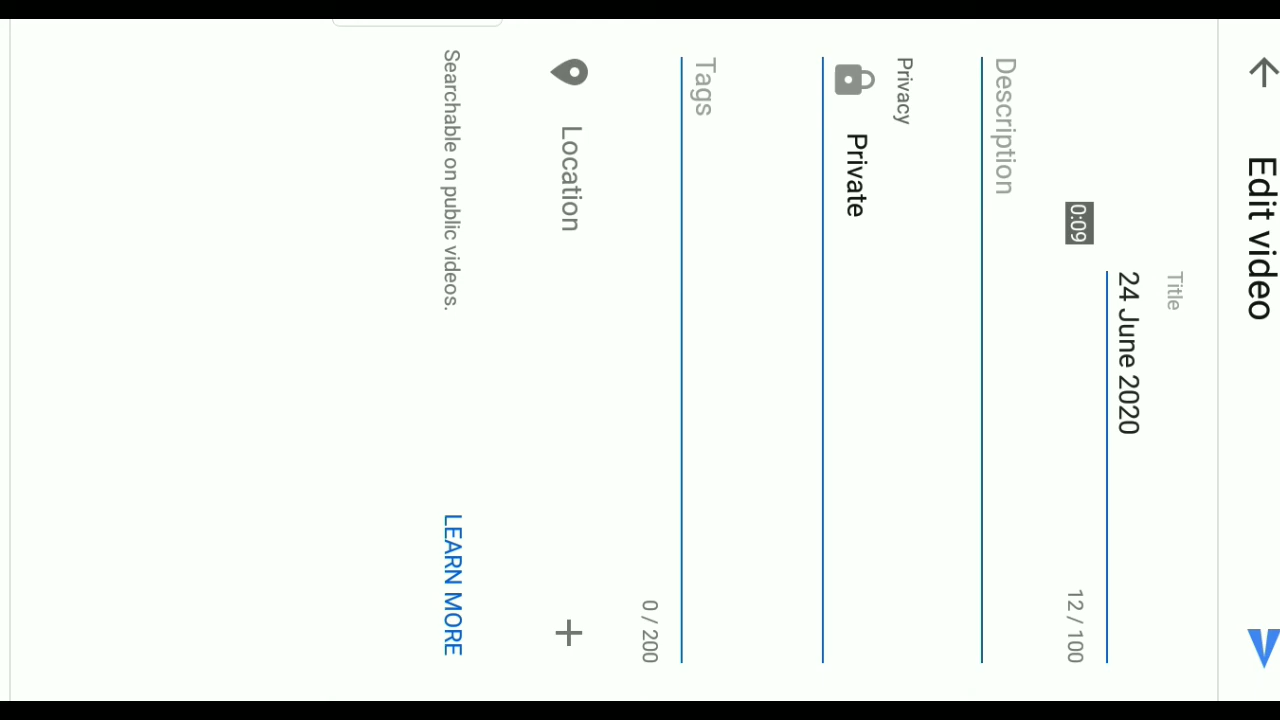 Edit video
Title
24 June 2020
0:09
12 / 100
Description
Privacy
Private
Tags
0 / 200
Location
Searchable on public videos.
LEARN MORE